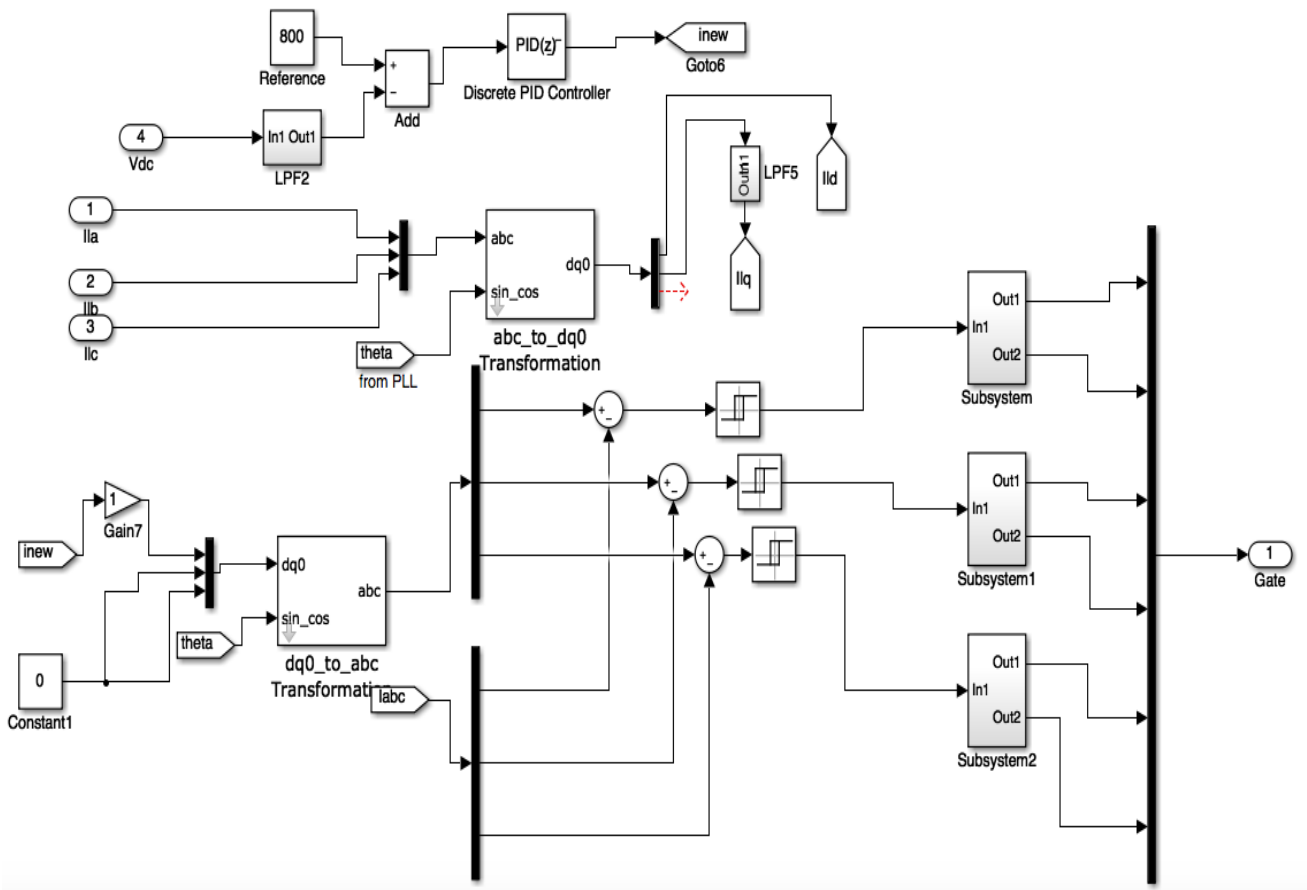 800
Reference
+
−
Add
PID(z)
Discrete PID Controller
inew
Goto6
4
Vdc
In1 Out1
LPF2
LPF5
Ild
Ilq
1
Ila
2
Ilb
3
Ilc
abc
sin_cos
dq0
abc_to_dq0
Transformation
theta
from PLL
+
−
+
−
+
−
In1
Out1
Out2
Subsystem
In1
Out1
Out2
Subsystem1
In1
Out1
Out2
Subsystem2
1
Gate
1
Gain7
inew
theta
0
Constant1
dq0
sin_cos
abc
dq0_to_abc
Transformation
Iabc